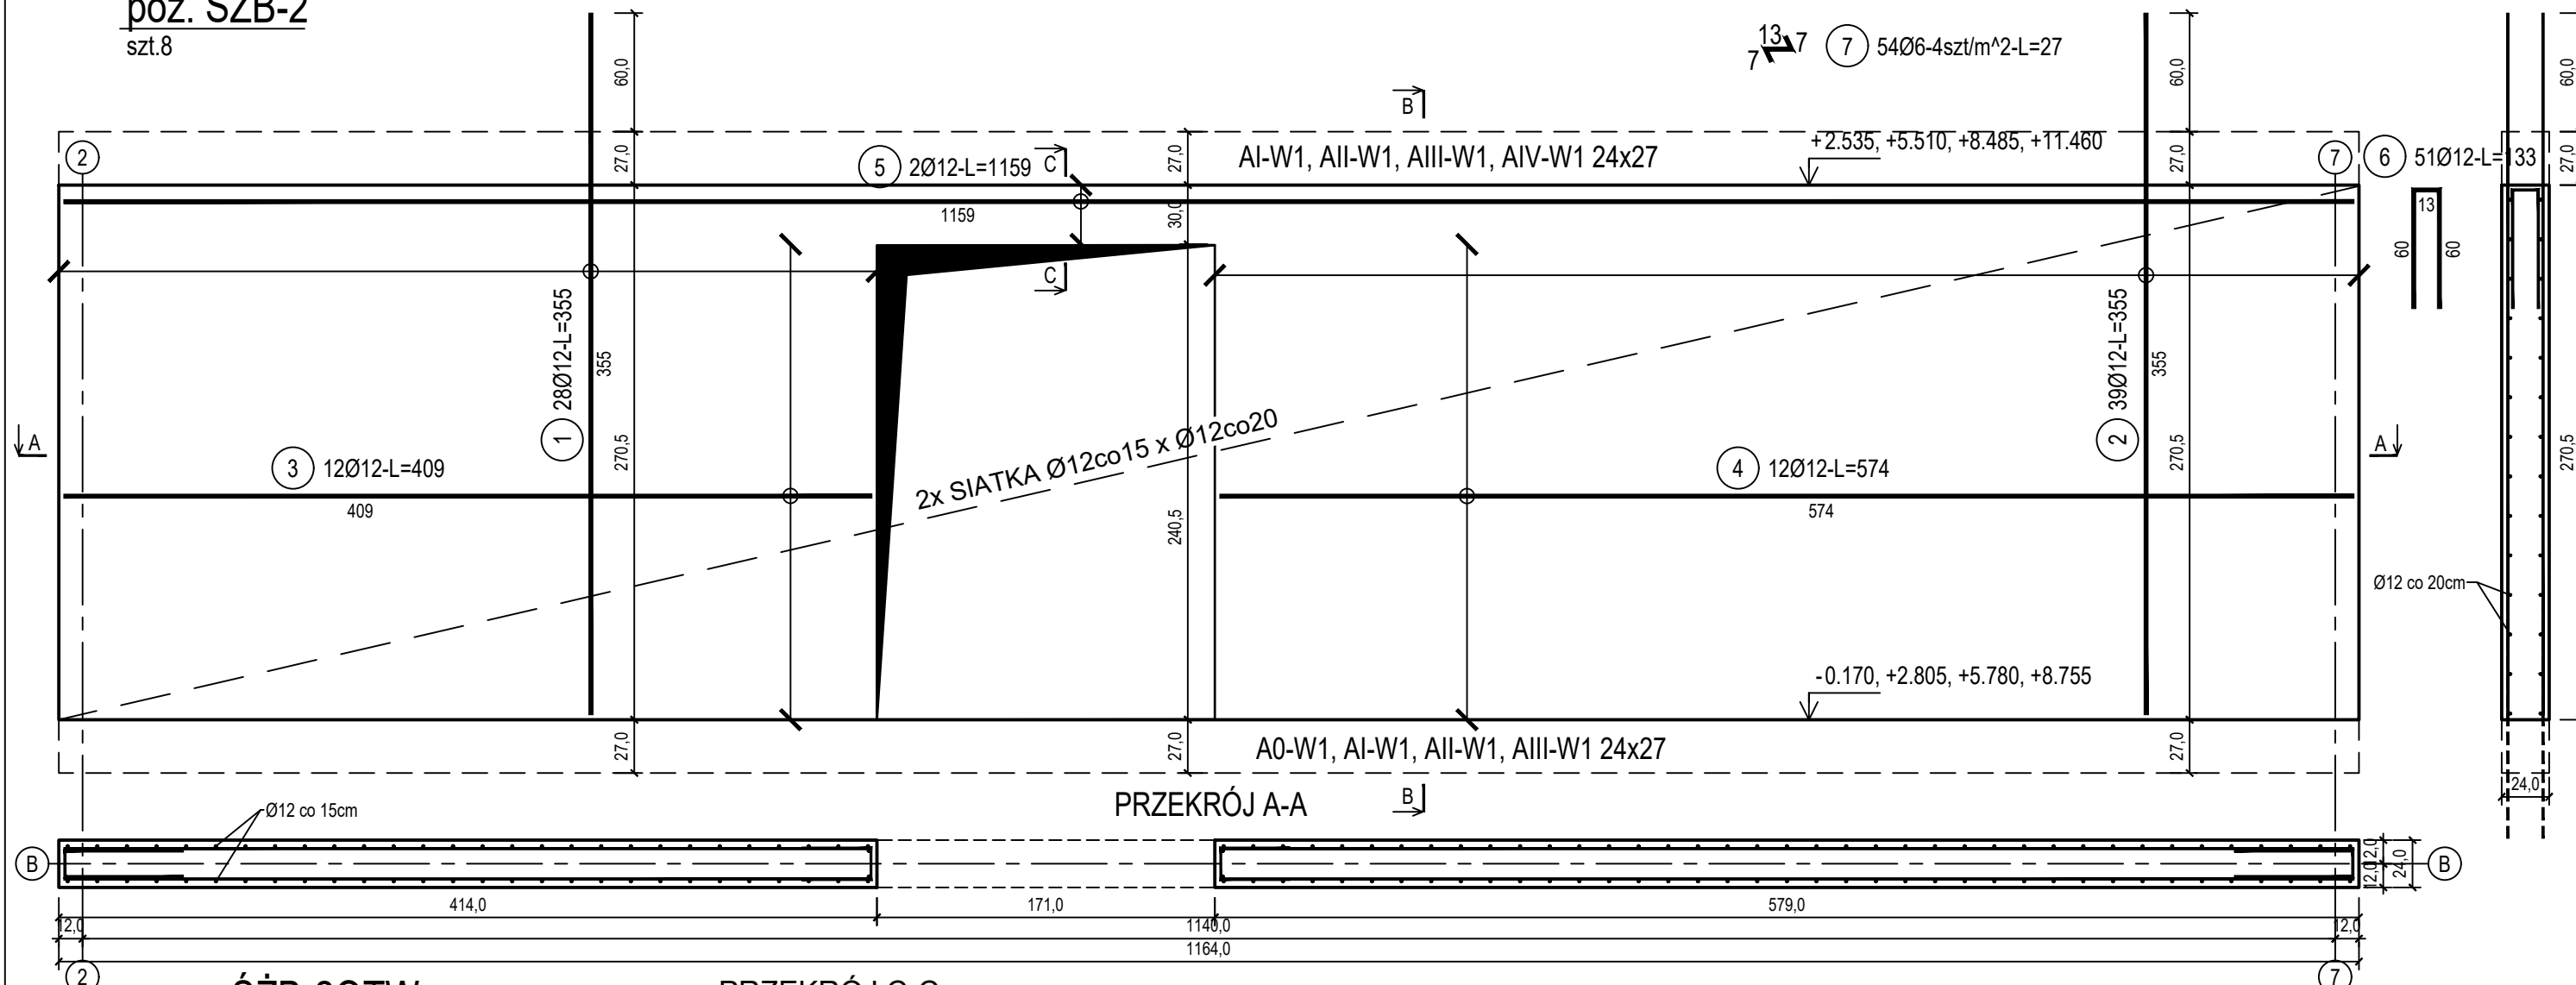 poz. SZB-2
szt.8
60,0
13
7
7
7
54Ø6-4szt/m^2-L=27
60,0
60,0
B
2
27,0
5
2Ø12-L=1159
C
27,0
AI-W1, AII-W1, AIII-W1, AIV-W1 24x27
+2.535, +5.510, +8.485, +11.460
27,0
7
6
51Ø12-L=133
27,0
1159
30,0
13
60
60
C
1
28Ø12-L=355
355
2
39Ø12-L=355
355
A
3
12Ø12-L=409
409
270,5
2x SIATKA Ø12co15 x Ø12co20
240,5
4
12Ø12-L=574
574
270,5
A
270,5
Ø12 co 20cm
-0.170, +2.805, +5.780, +8.755
27,0
27,0
A0-W1, AI-W1, AII-W1, AIII-W1 24x27
27,0
24,0
PRZEKRÓJ A-A
B
Ø12 co 15cm
B
12,0
12,0
24,0
B
414,0
171,0
579,0
12,0
1140,0
12,0
1164,0
2
7